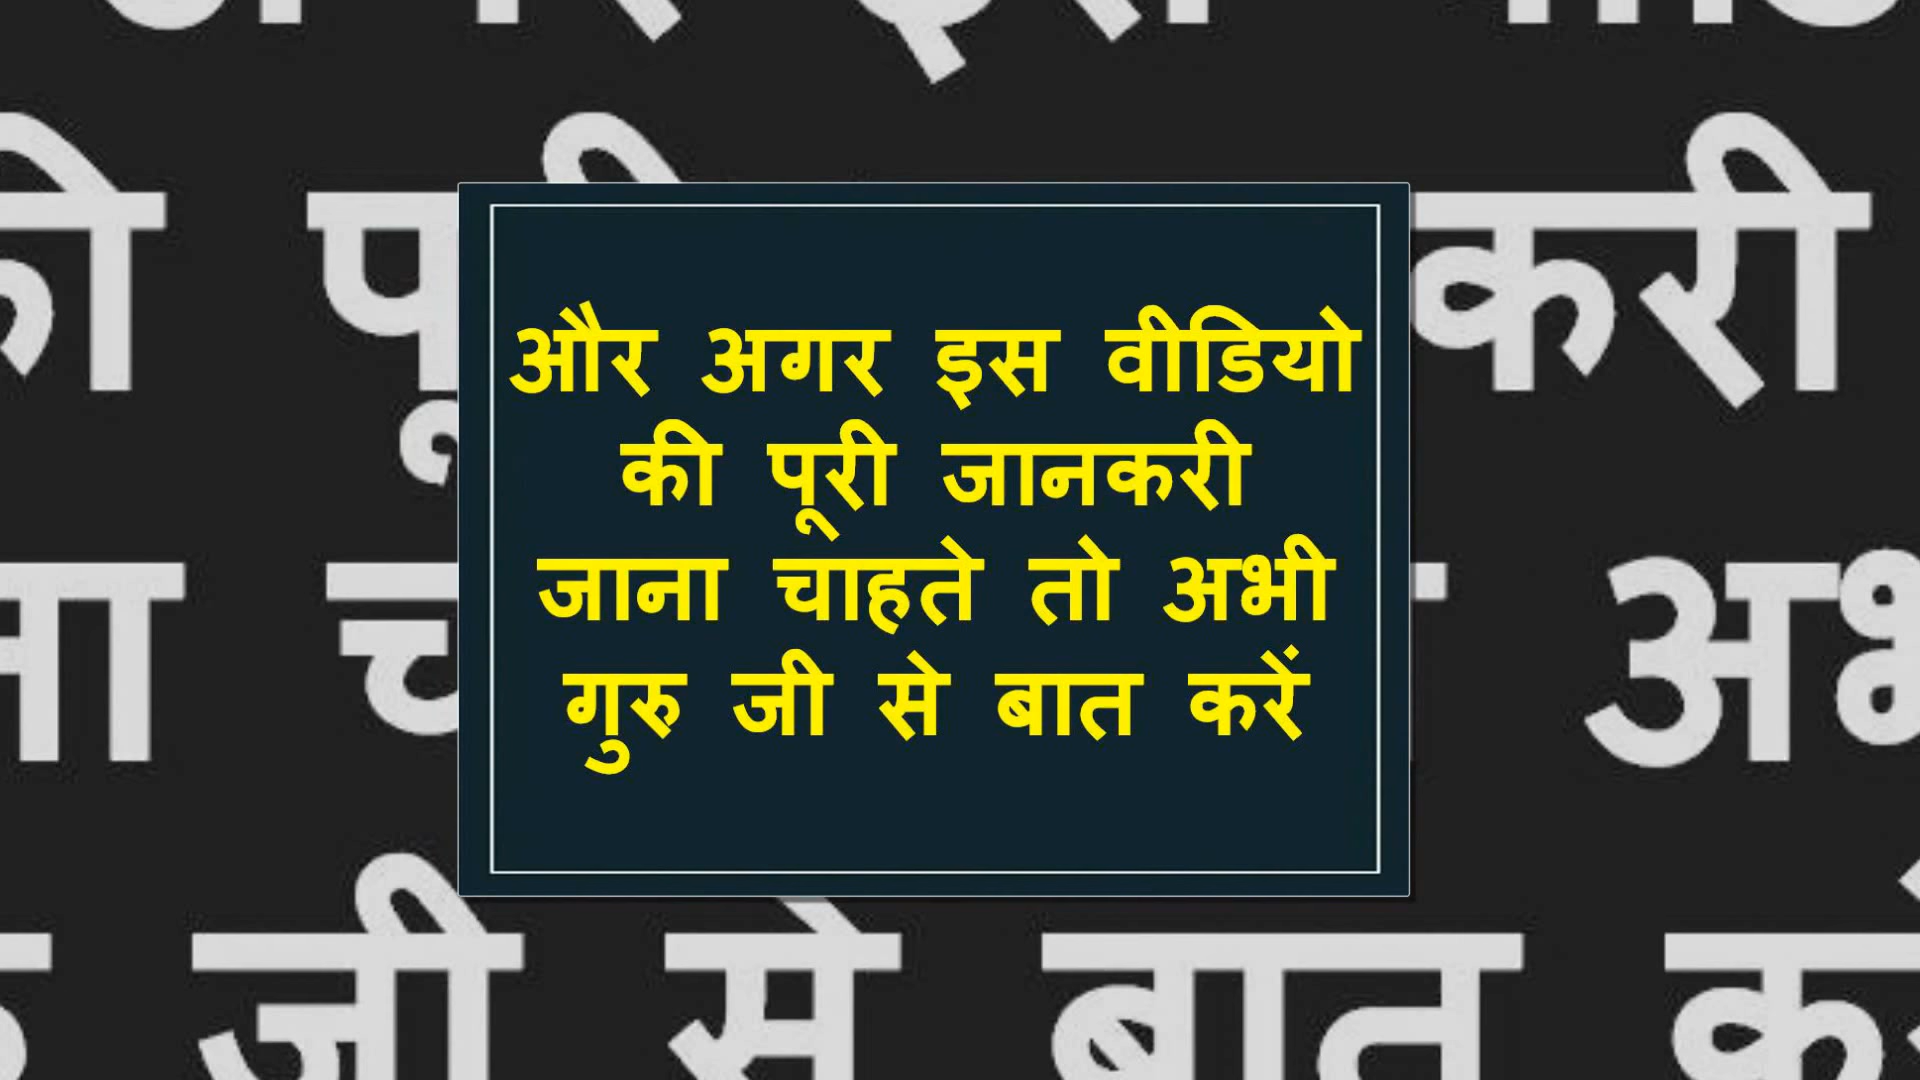 और अगर इस वीडियो
की पूरी जानकरी
जाना चाहते तो अभी
गुरु जी से बात करें